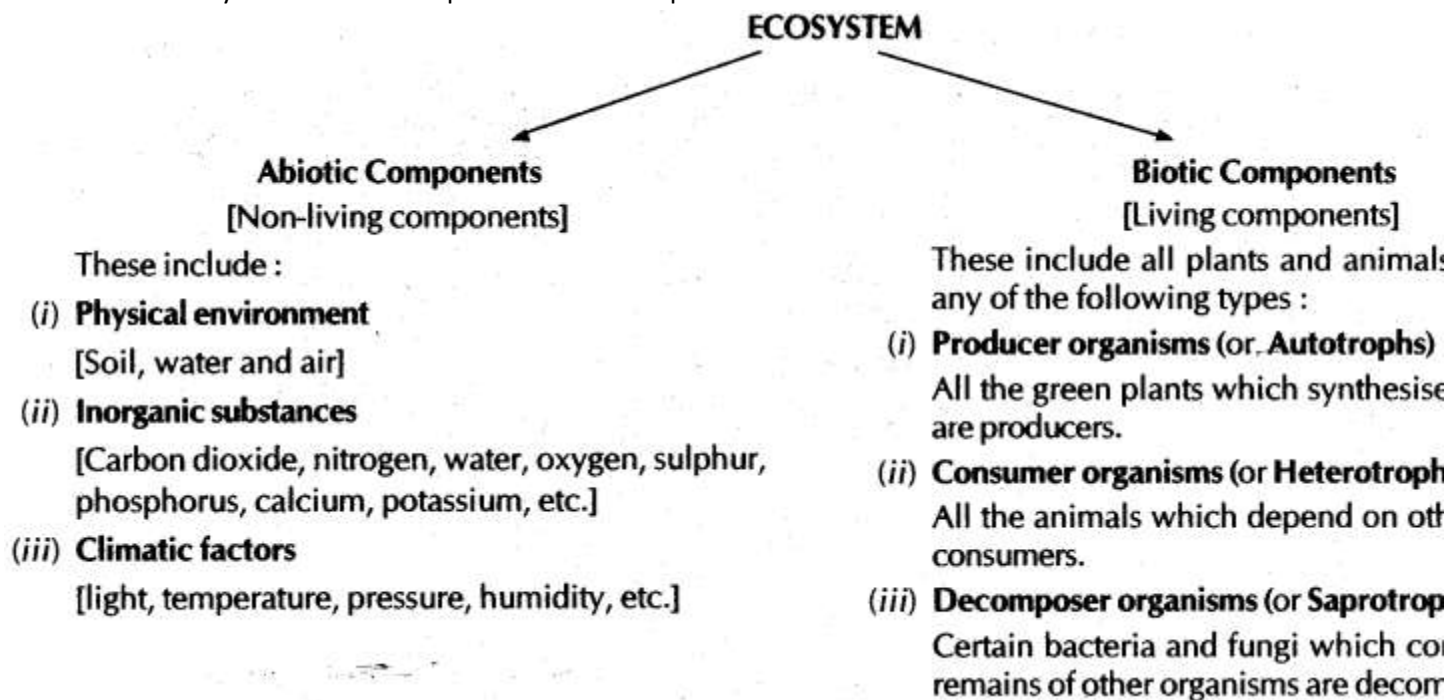 ECOSYSTEM
Abiotic Components
[Non-living components]
These include :
(i) Physical environment
[Soil, water and air]
(ii) Inorganic substances
[Carbon dioxide, nitrogen, water, oxygen, sulphur,
phosphorus, calcium, potassium, etc.]
(iii) Climatic factors
[light, temperature, pressure, humidity, etc.]
Biotic Components
[Living components]
These include all plants and animals
any of the following types :
(i) Producer organisms (or Autotrophs)
All the green plants which synthesise
are producers.
(ii) Consumer organisms (or Heterotroph
All the animals which depend on oth
consumers.
(iii) Decomposer organisms (or Saprotrop
Certain bacteria and fungi which co
remains of other organisms are decom